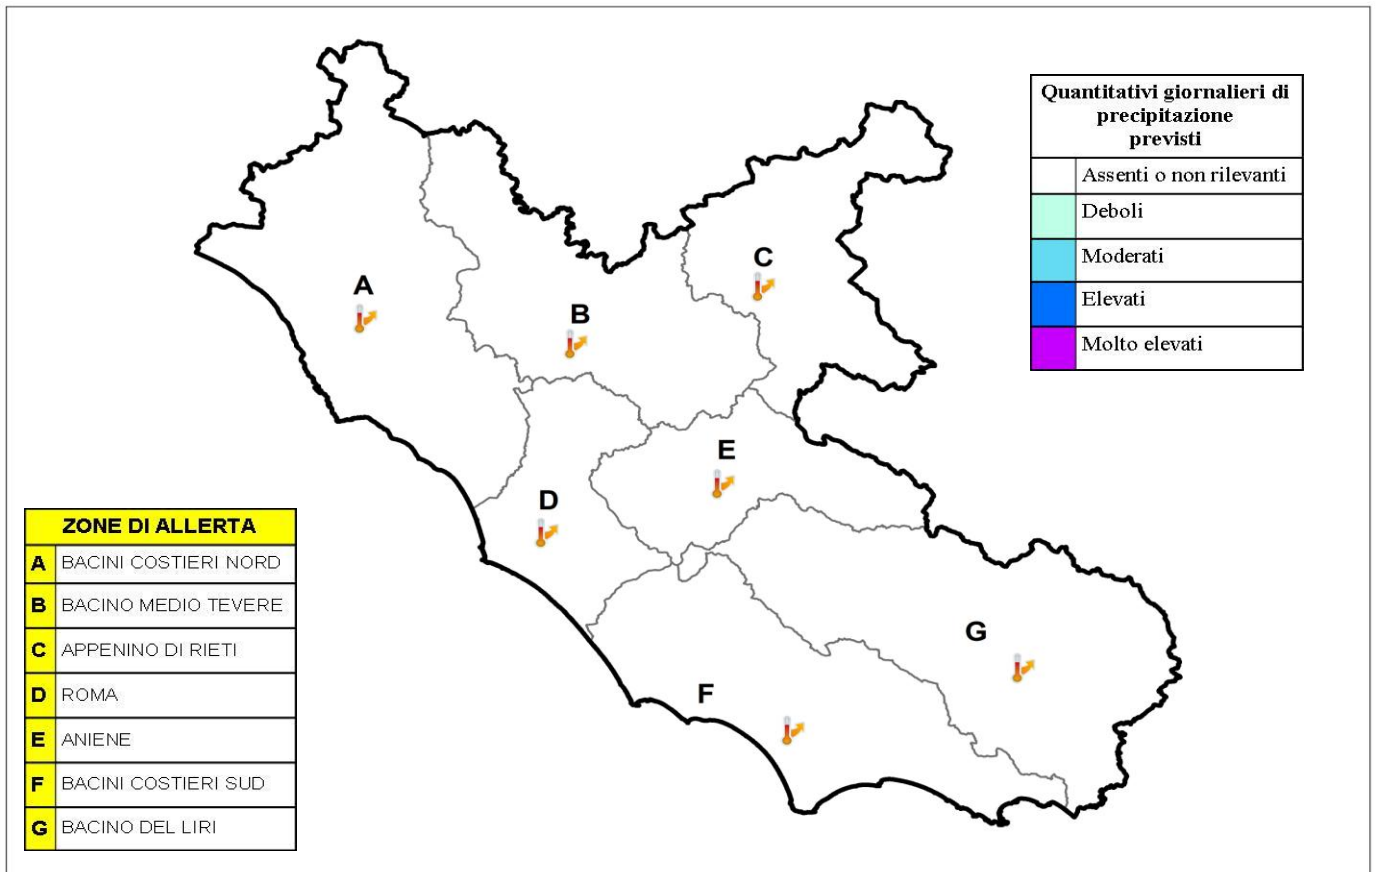 Quantitativi giornalieri di
precipitazione
previsti
Assenti o non rilevanti
Deboli
Moderati
Elevati
Molto elevati
A
B
C
D
E
F
G
ZONE DI ALLERTA
A BACINI COSTIERI NORD
B BACINO MEDIO TEVERE
C APPENINO DI RIETI
D ROMA
E ANIENE
F BACINI COSTIERI SUD
G BACINO DEL LIRI